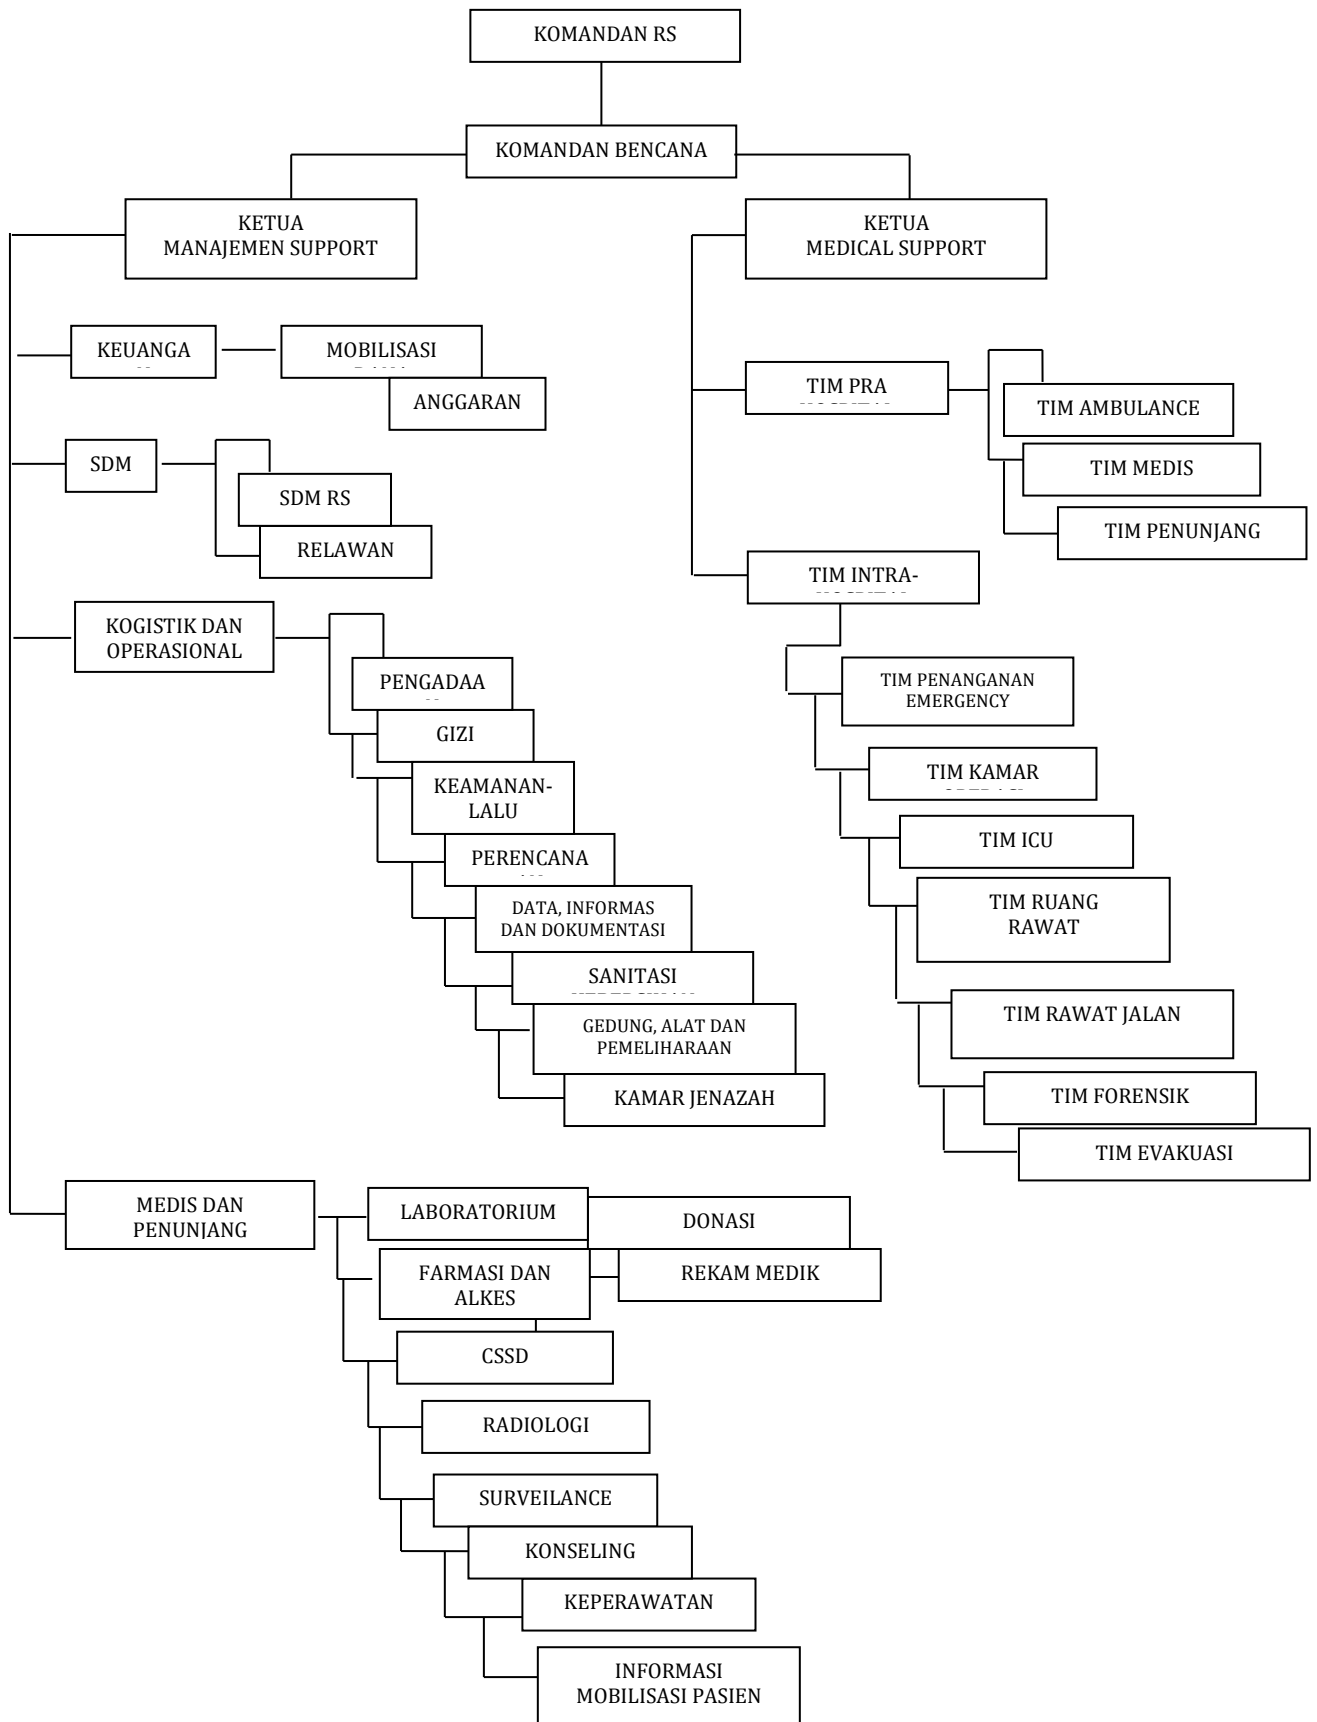 KOMANDAN RS
KOMANDAN BENCANA
KETUA
MANAJEMEN SUPPORT
KETUA
MEDICAL SUPPORT
KEUANGA
MOBILISASI
ANGGARAN
SDM
SDM RS
RELAWAN
KOGISTIK DAN
OPERASIONAL
PENGADAA
GIZI
KEAMANAN-
LALU
PERENCANA
DATA, INFORMAS
DAN DOKUMENTASI
SANITASI
GEDUNG, ALAT DAN
PEMELIHARAAN
KAMAR JENAZAH
MEDIS DAN
PENUNJANG
LABORATORIUM
DONASI
FARMASI DAN
ALKES
REKAM MEDIK
CSSD
RADIOLOGI
SURVEILANCE
KONSELING
KEPERAWATAN
INFORMASI
MOBILISASI PASIEN
TIM PRA
TIM AMBULANCE
TIM MEDIS
TIM PENUNJANG
TIM INTRA-
TIM PENANGANAN
EMERGENCY
TIM KAMAR
TIM ICU
TIM RUANG
RAWAT
TIM RAWAT JALAN
TIM FORENSIK
TIM EVAKUASI